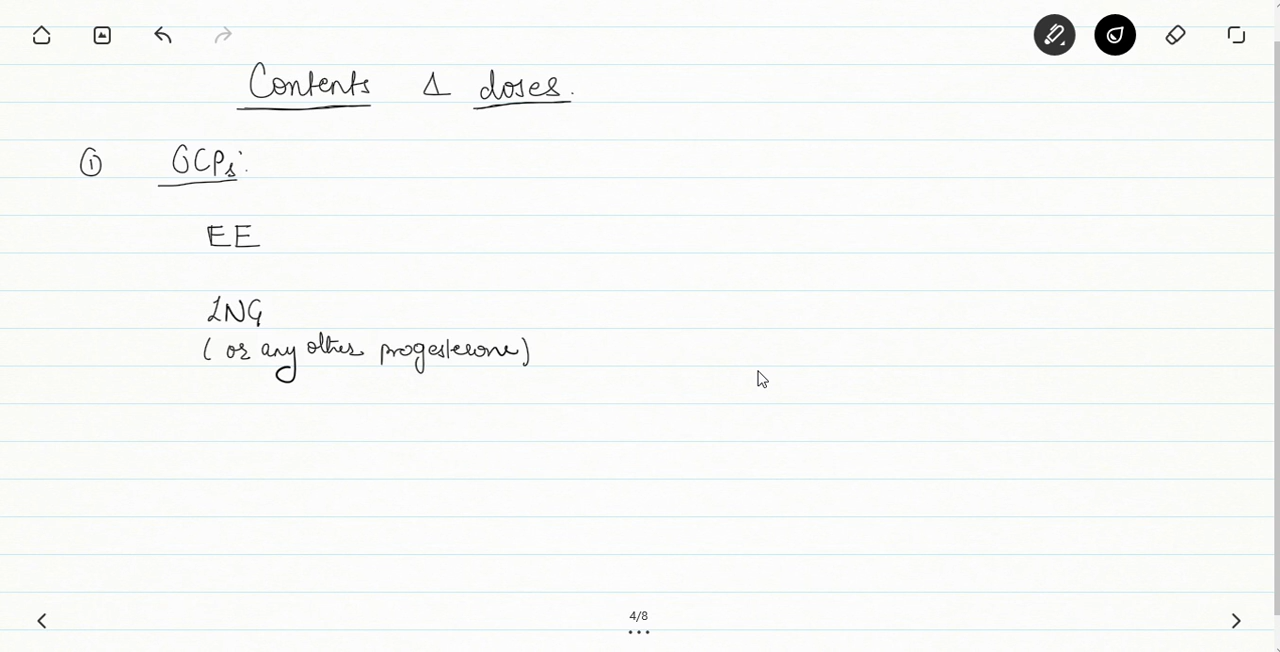 Contents & doses.
① OCPs:
EE
LNG
( or any other progesterone)
4/8